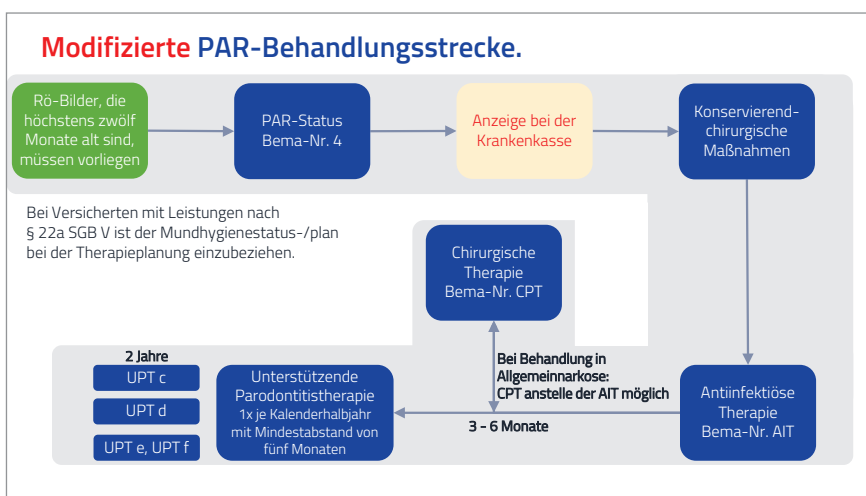 Modifizierte PAR-Behandlungsstrecke.
Rö-Bilder, die
höchstens zwölf
Monate alt sind,
müssen vorliegen
PAR-Status
Bema-Nr. 4
Anzeige bei der
Krankenkasse
Konservierend-
chirurgische
Maßnahmen
Bei Versicherten mit Leistungen nach
§ 22a SGB V ist der Mundhygienestatus-/plan
bei der Therapieplanung einzubeziehen.
Chirurgische
Therapie
Bema-Nr. CPT
2 Jahre
UPT c
UPT d
UPT e, UPT f
Unterstützende
Parodontitistherapie
1x je Kalenderhalbjahr
mit Mindestabstand von
fünf Monaten
Bei Behandlung in
Allgemeinnarkose:
CPT anstelle der AIT möglich
3 - 6 Monate
Antiinfektiöse
Therapie
Bema-Nr. AIT